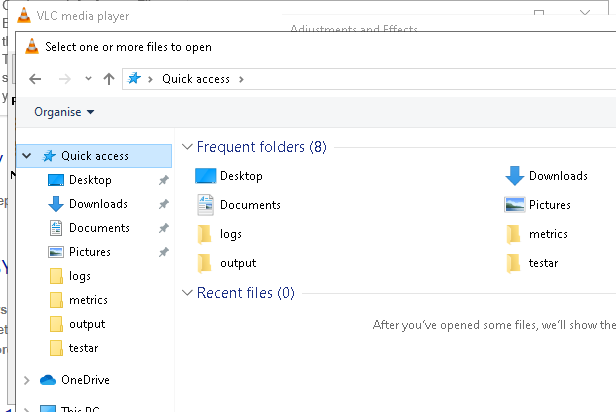 VLC media player
Adjustments and Effects
Select one or more files to open
Quick access
Organise
Quick access
Desktop
Downloads
Documents
Pictures
logs
metrics
output
testar
OneDrive
This PC
Frequent folders (8)
Desktop
Downloads
Documents
Pictures
logs
metrics
output
testar
Recent files (0)
After you've opened some files, we'll show the